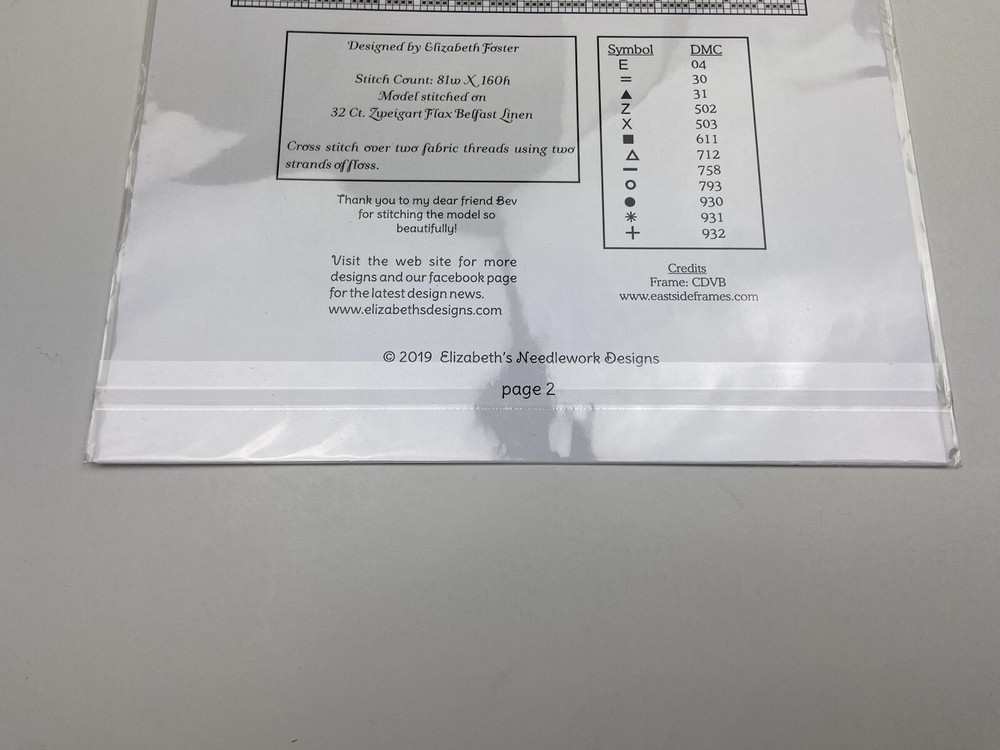 Designed by Elizabeth Foster
Stitch Count: 81w X 160h
Model stitched on
32 Ct. Zweigart Flax Belfast Linen
Cross stitch over two fabric threads using two
strands of floss.
Thank you to my dear friend Bev
for stitching the model so
beautifully!
Visit the web site for more
designs and our facebook page
for the latest design news.
www.elizabethsdesigns.com
Symbol DMC
E 04
= 30
▲ 31
Z 502
X 503
■ 611
△ 712
— 758
○ 793
● 930
✳ 931
+ 932
Credits
Frame: CDVB
www.eastsideframes.com
© 2019 Elizabeth's Needlework Designs
page 2